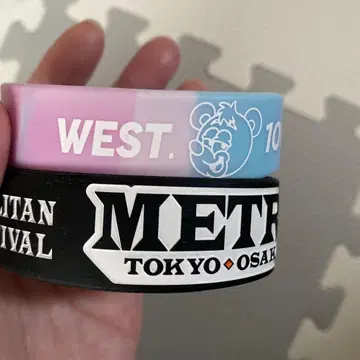 WEST. 10
LITAN
IVAL
METR
TOKYO◆OSAK